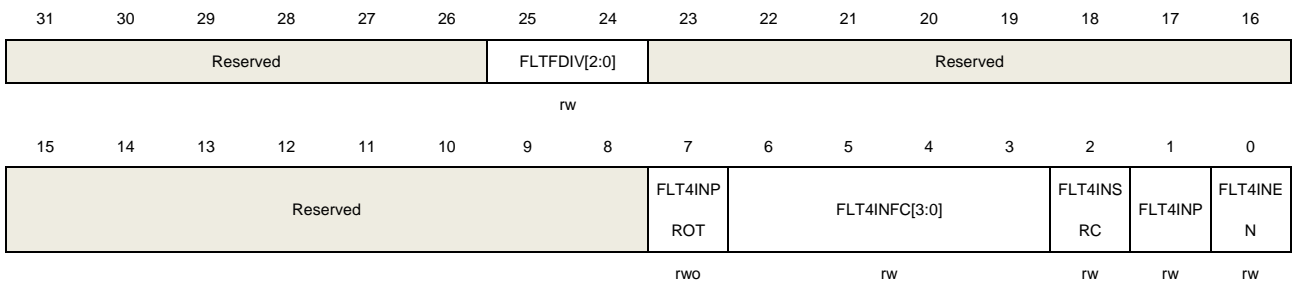 31 30 29 28 27 26 25 24 23 22 21 20 19 18 17 16
Reserved FLTFDIV[2:0] Reserved
rw
15 14 13 12 11 10 9 8 7 6 5 4 3 2 1 0
Reserved FLT4INP ROT FLT4INFC[3:0] FLT4INS RC FLT4INP FLT4INE N
rwo rw rw rw rw